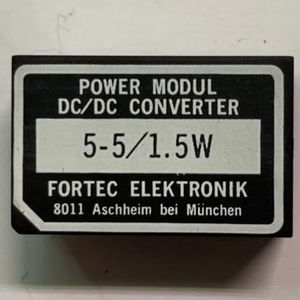 POWER MODUL
DC/DC CONVERTER
5-5/1.5W
FORTEC ELEKTRONIK
8011 Aschheim bei München